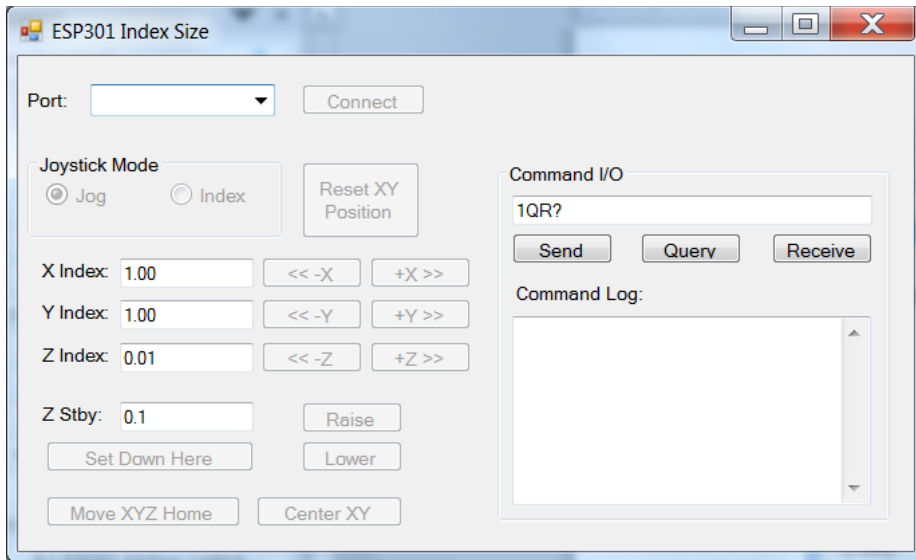 ESP301 Index Size
Port:
Connect
Joystick Mode
Jog
Index
Reset XY
Position
X Index:
1.00
<< -X
+X >>
Y Index:
1.00
<< -Y
+Y >>
Z Index:
0.01
<< -Z
+Z >>
Z Stby:
0.1
Raise
Set Down Here
Lower
Move XYZ Home
Center XY
Command I/O
1QR?
Send
Query
Receive
Command Log: